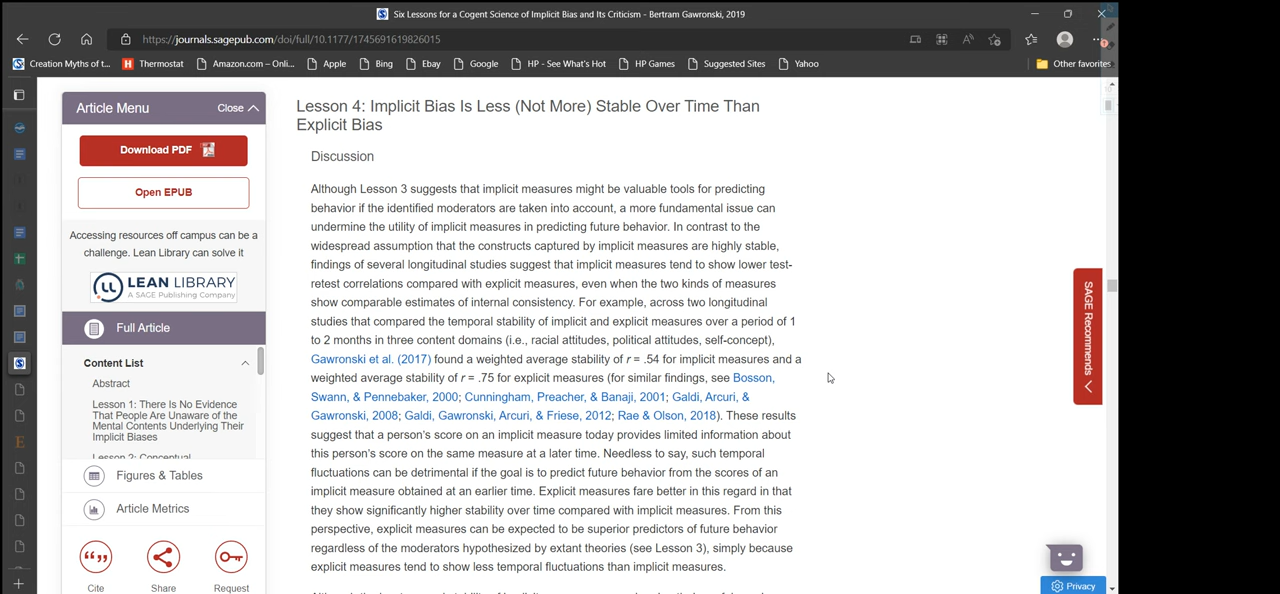 Six Lessons for a Cogent Science of Implicit Bias and Its Criticism - Bertram Gawronski, 2019
https://journals.sagepub.com/doi/full/10.1177/1745691619826015
Creation Myths of t... Thermostat Amazon.com – Onli... Apple Bing Ebay Google HP - See What's Hot HP Games Suggested Sites Yahoo Other favorites
Article Menu
Close
Download PDF
Open EPUB
Accessing resources off campus can be a
challenge. Lean Library can solve it
LEAN LIBRARY
A SAGE Publishing Company
Full Article
Content List
Abstract
Lesson 1: There Is No Evidence
That People Are Unaware of the
Mental Contents Underlying Their
Implicit Biases
Lesson 2: Conceptual
Figures & Tables
Article Metrics
Cite Share Request
Lesson 4: Implicit Bias Is Less (Not More) Stable Over Time Than
Explicit Bias
Discussion
Although Lesson 3 suggests that implicit measures might be valuable tools for predicting
behavior if the identified moderators are taken into account, a more fundamental issue can
undermine the utility of implicit measures in predicting future behavior. In contrast to the
widespread assumption that the constructs captured by implicit measures are highly stable,
findings of several longitudinal studies suggest that implicit measures tend to show lower test-
retest correlations compared with explicit measures, even when the two kinds of measures
show comparable estimates of internal consistency. For example, across two longitudinal
studies that compared the temporal stability of implicit and explicit measures over a period of 1
to 2 months in three content domains (i.e., racial attitudes, political attitudes, self-concept),
Gawronski et al. (2017) found a weighted average stability of r = .54 for implicit measures and a
weighted average stability of r = .75 for explicit measures (for similar findings, see Bosson,
Swann, & Pennebaker, 2000; Cunningham, Preacher, & Banaji, 2001; Galdi, Arcuri, &
Gawronski, 2008; Galdi, Gawronski, Arcuri, & Friese, 2012; Rae & Olson, 2018). These results
suggest that a person's score on an implicit measure today provides limited information about
this person's score on the same measure at a later time. Needless to say, such temporal
fluctuations can be detrimental if the goal is to predict future behavior from the scores of an
implicit measure obtained at an earlier time. Explicit measures fare better in this regard in that
they show significantly higher stability over time compared with implicit measures. From this
perspective, explicit measures can be expected to be superior predictors of future behavior
regardless of the moderators hypothesized by extant theories (see Lesson 3), simply because
explicit measures tend to show less temporal fluctuations than implicit measures.
SAGE Recommends
Privacy